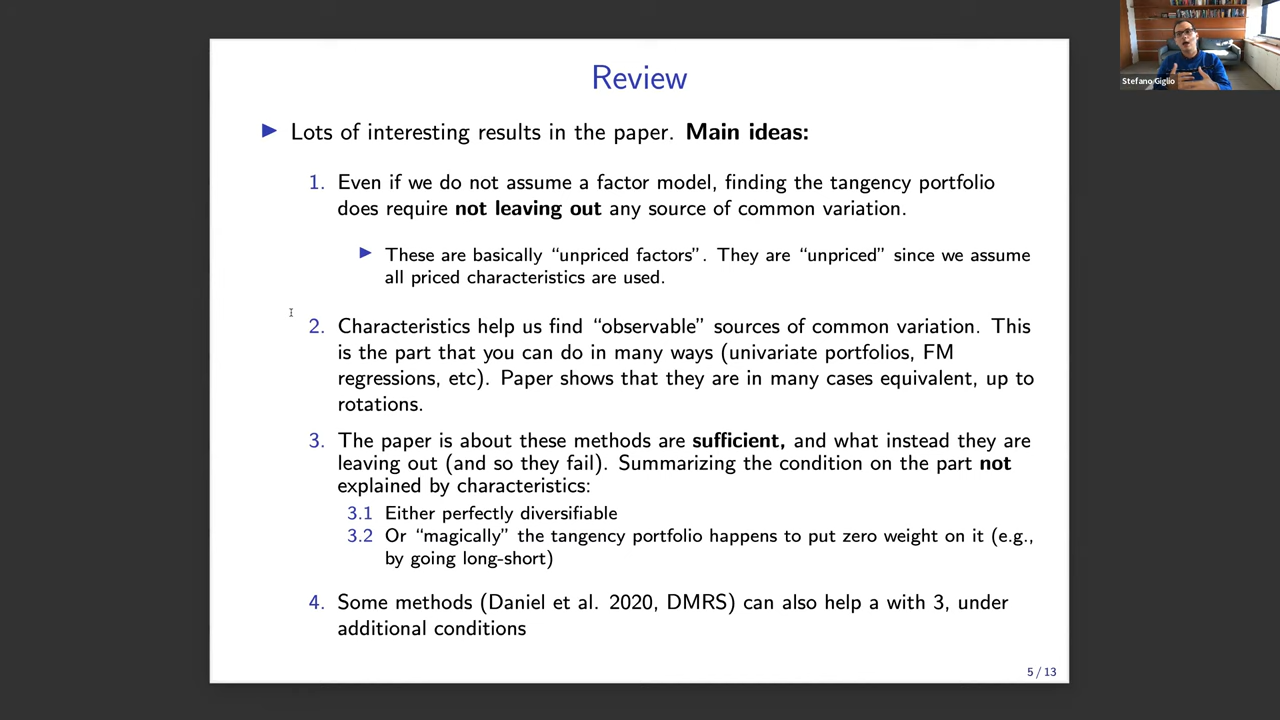 Review
Lots of interesting results in the paper. Main ideas:
1. Even if we do not assume a factor model, finding the tangency portfolio
does require not leaving out any source of common variation.
These are basically “unpriced factors”. They are “unpriced” since we assume
all priced characteristics are used.
2. Characteristics help us find “observable” sources of common variation. This
is the part that you can do in many ways (univariate portfolios, FM
regressions, etc). Paper shows that they are in many cases equivalent, up to
rotations.
3. The paper is about these methods are sufficient, and what instead they are
leaving out (and so they fail). Summarizing the condition on the part not
explained by characteristics:
3.1 Either perfectly diversifiable
3.2 Or “magically” the tangency portfolio happens to put zero weight on it (e.g.,
by going long-short)
4. Some methods (Daniel et al. 2020, DMRS) can also help a with 3, under
additional conditions
5 / 13
Stefano Giglio